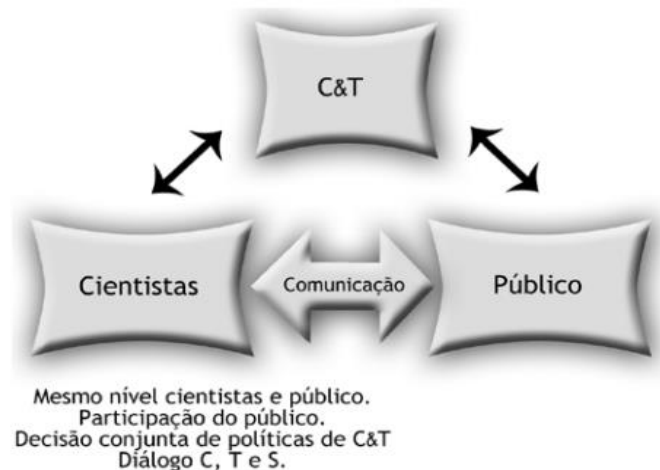 C&T
Cientistas
Comunicação
Público
Mesmo nível cientistas e público.
Participação do público.
Decisão conjunta de políticas de C&T
Diálogo C, T e S.